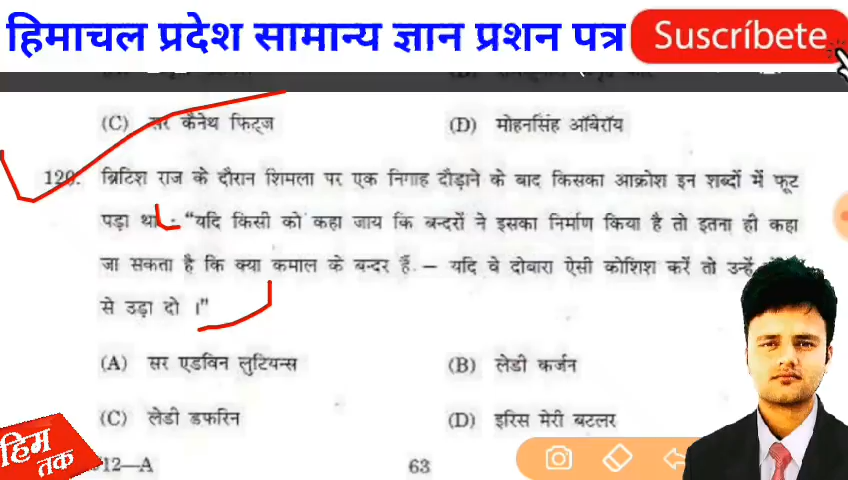 हिमाचल प्रदेश सामान्य ज्ञान प्रशन पत्र Suscríbete
(C) सर कैनेथ फिट्ज (D) मोहनसिंह ऑबेरॉय
120. ब्रिटिश राज के दौरान शिमला पर एक निगाह दौड़ाने के बाद किसका आक्रोश इन शब्दों में फूट
पड़ा था - "यदि किसी को कहा जाय कि बन्दरों ने इसका निर्माण किया है तो इतना ही कहा
जा सकता है कि क्या कमाल के बन्दर हैं – यदि वे दोबारा ऐसी कोशिश करें तो उन्हें
से उड़ा दो ।"
(A) सर एडविन लुटियन्स (B) लेडी कर्जन
(C) लेडी डफरिन (D) इरिस मेरी बटलर
हिम
तक
12—A 63